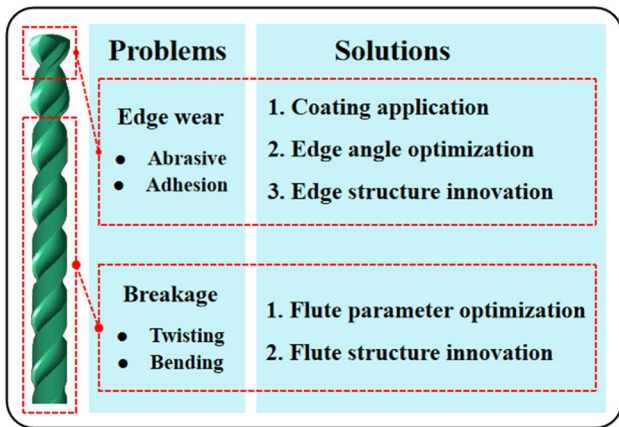 Problems
Solutions
Edge wear
● Abrasive
● Adhesion
1. Coating application
2. Edge angle optimization
3. Edge structure innovation
Breakage
● Twisting
● Bending
1. Flute parameter optimization
2. Flute structure innovation